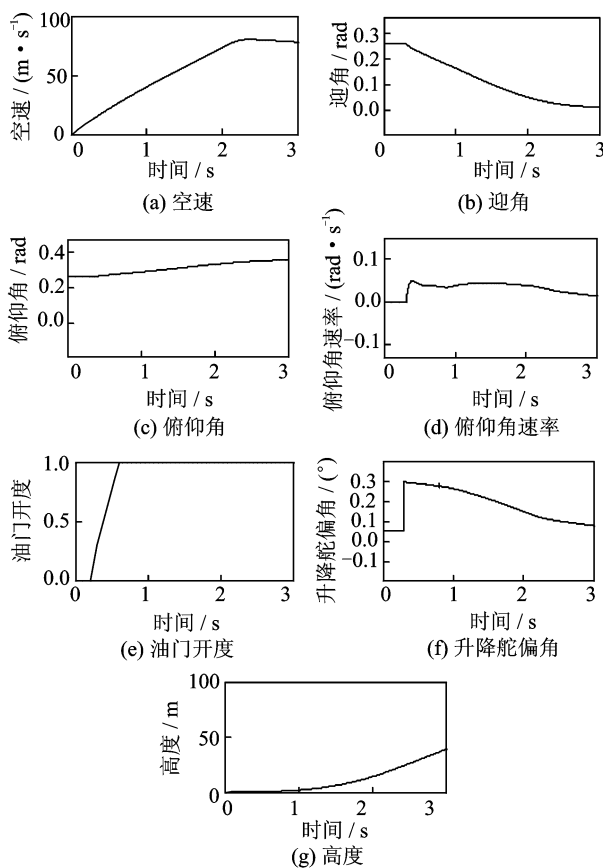 空速 / (m·s⁻¹)
100
50
0
0 1 2 3
时间 / s
(a) 空速
迎角 / rad
0.3
0.2
0.1
0.0
0 1 2 3
时间 / s
(b) 迎角
俯仰角 / rad
0.4
0.2
0.0
0 1 2 3
时间 / s
(c) 俯仰角
俯仰角速率 / (rad·s⁻¹)
0.1
0.0
−0.1
0 1 2 3
时间 / s
(d) 俯仰角速率
油门开度
1.0
0.5
0.0
0 1 2 3
时间 / s
(e) 油门开度
升降舵偏角 / (°)
0.3
0.2
0.1
0.0
−0.1
0 1 2 3
时间 / s
(f) 升降舵偏角
高度 / m
100
50
0
0 1 2 3
时间 / s
(g) 高度